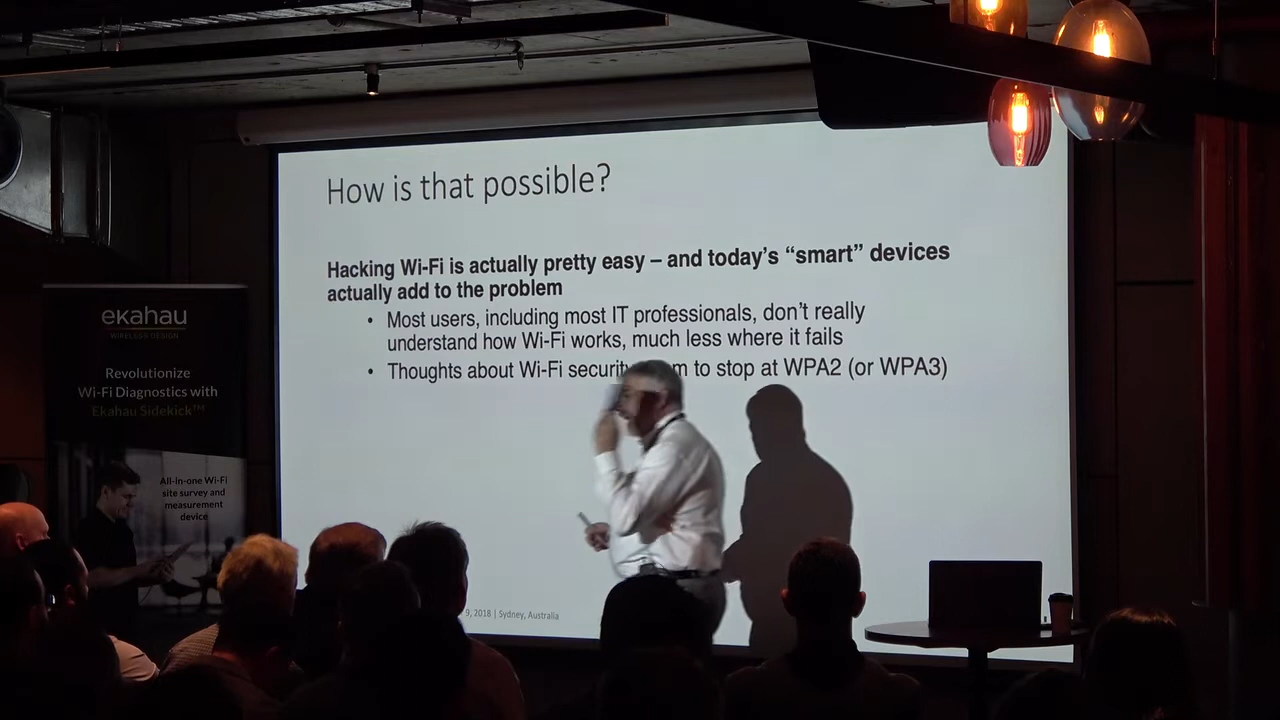 How is that possible?
Hacking Wi-Fi is actually pretty easy – and today's "smart" devices
actually add to the problem
• Most users, including most IT professionals, don't really
understand how Wi-Fi works, much less where it fails
• Thoughts about Wi-Fi security to stop at WPA2 (or WPA3)
9, 2018 | Sydney, Australia
ekahau
WIRELESS DESIGN
Revolutionize
Wi-Fi Diagnostics with
Ekahau Sidekick™
All-in-one Wi-Fi
site survey and
measurement
device